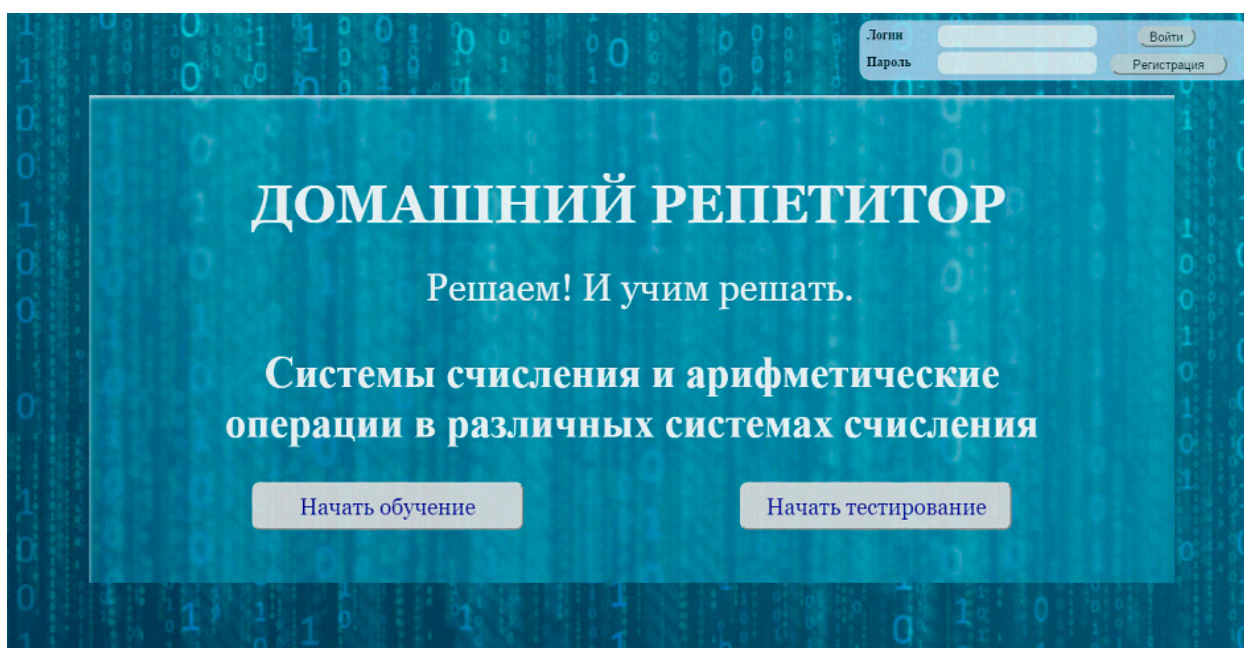 Логин
Войти
Пароль
Регистрация
ДОМАШНИЙ РЕПЕТИТОР
Решаем! И учим решать.
Системы счисления и арифметические
операции в различных системах счисления
Начать обучение
Начать тестирование